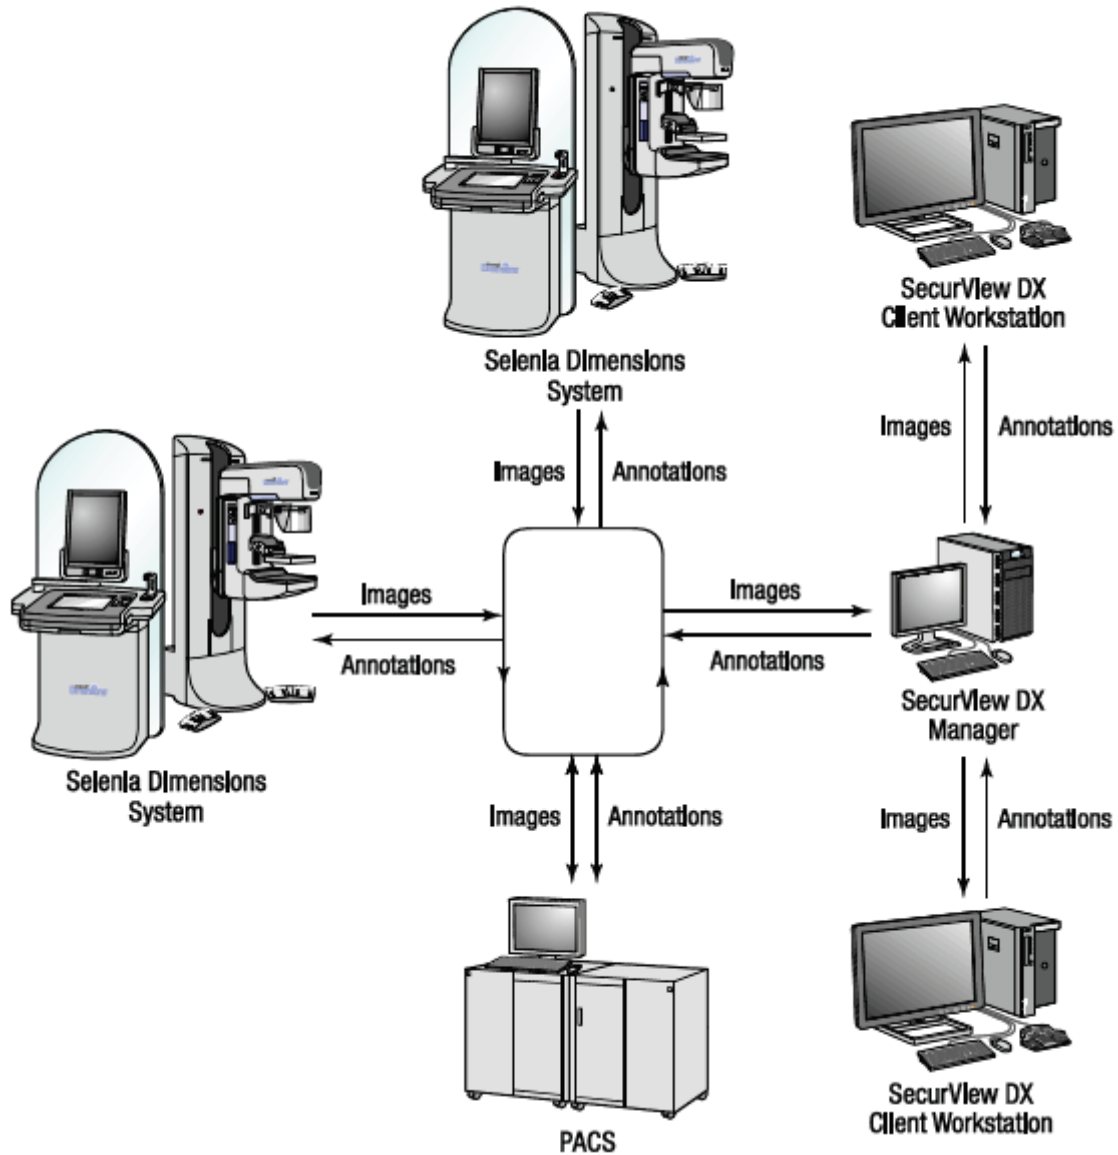 Selenia Dimensions
System
SecurView DX
Client Workstation
Images
Annotations
Images
Annotations
Images
Annotations
Images
Annotations
Selenia Dimensions
System
SecurView DX
Manager
Images
Annotations
Images
Annotations
PACS
SecurView DX
Client Workstation